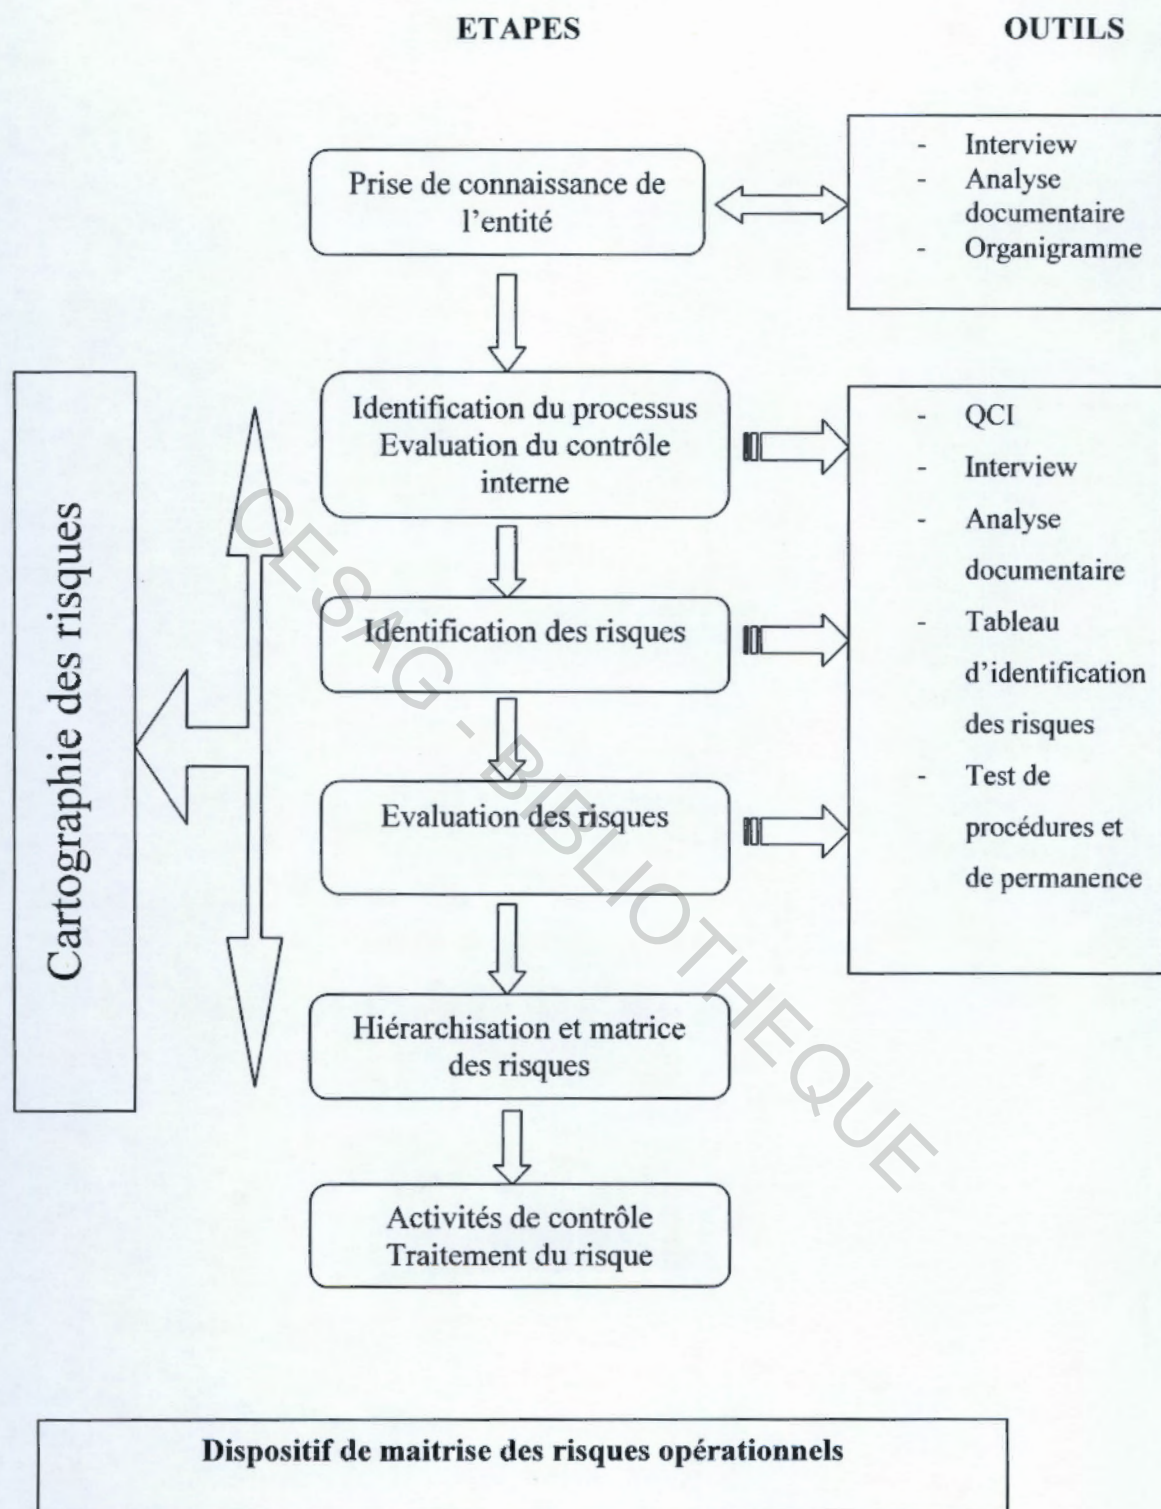 ETAPES
OUTILS
Prise de connaissance de
l'entité
- Interview
- Analyse
documentaire
- Organigramme
Cartographie des risques
Identification du processus
Evaluation du contrôle
interne
Identification des risques
Evaluation des risques
Hiérarchisation et matrice
des risques
Activités de contrôle
Traitement du risque
- QCI
- Interview
- Analyse
documentaire
- Tableau
d'identification
des risques
- Test de
procédures et
de permanence
CESAG - BIBLIOTHEQUE
Dispositif de maitrise des risques opérationnels